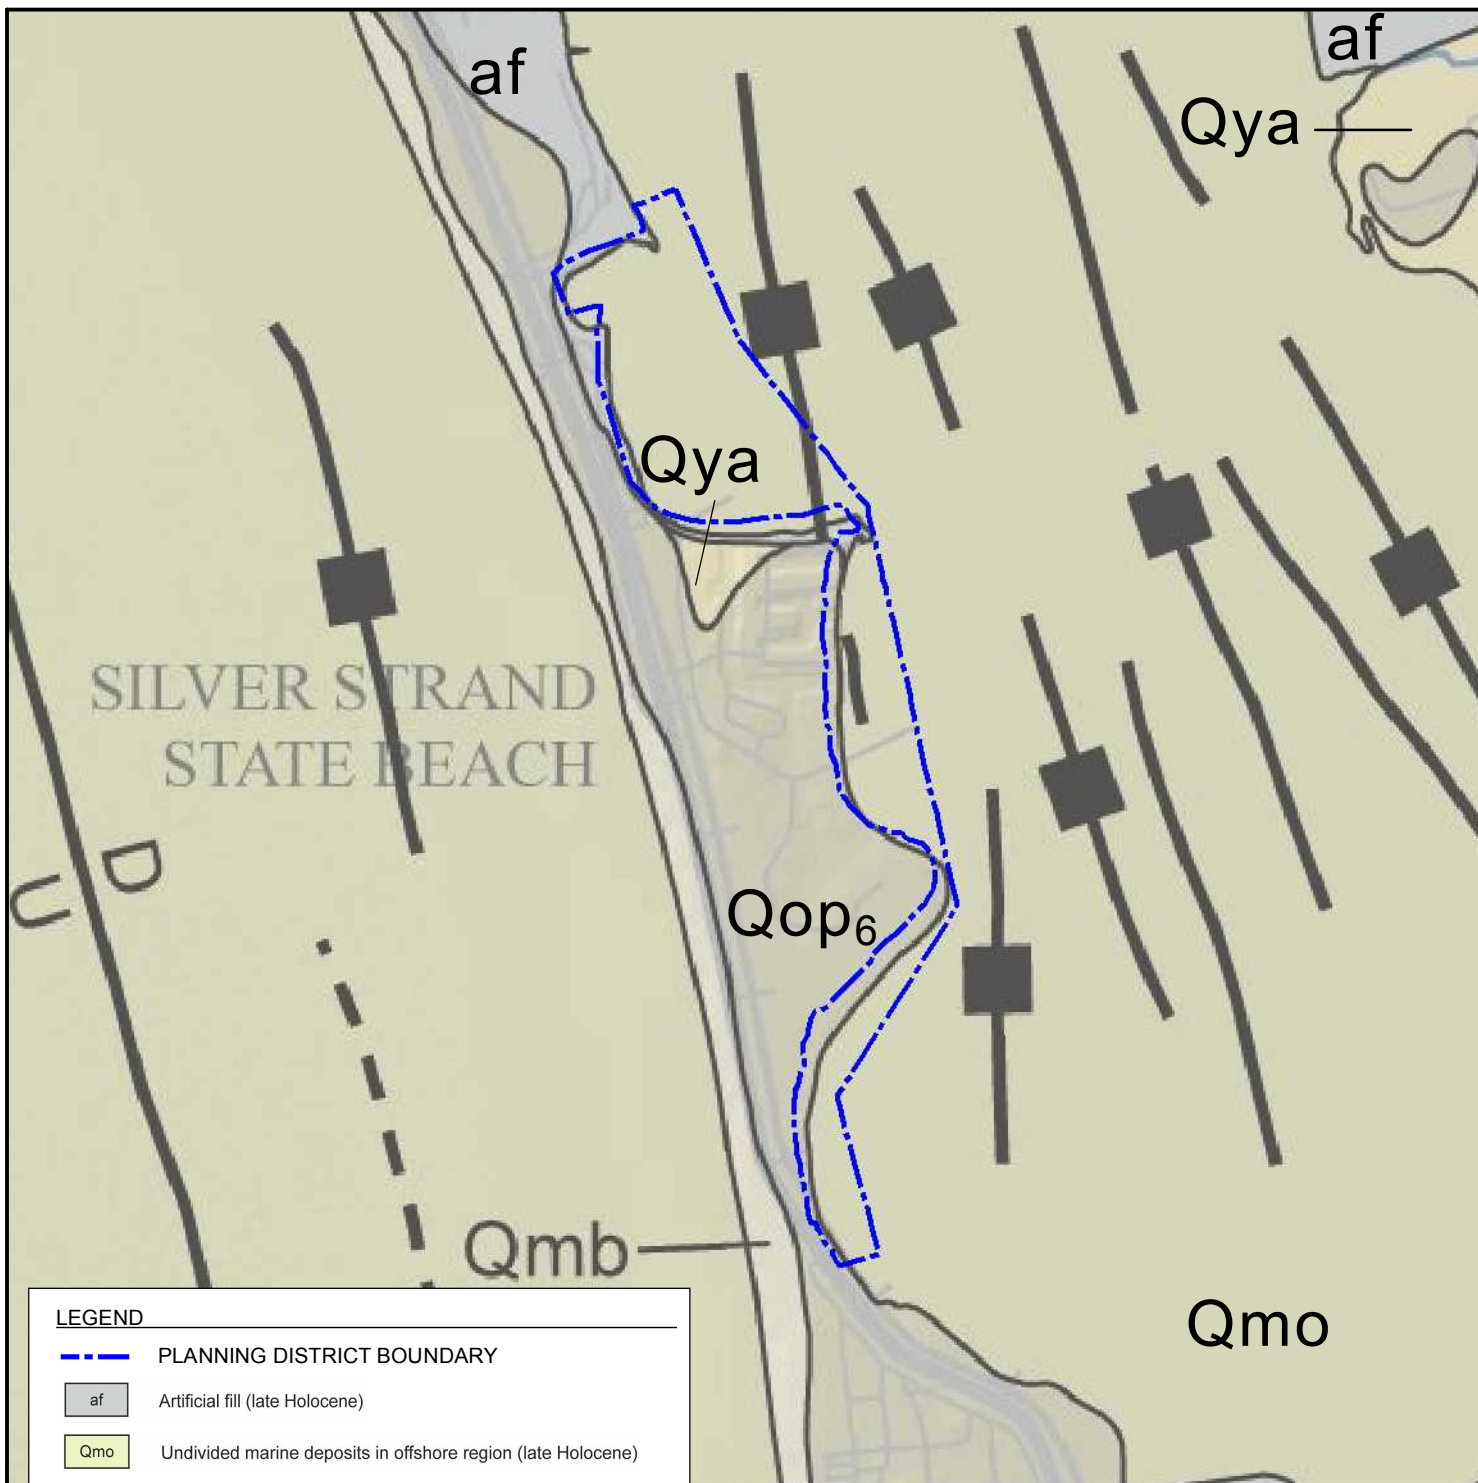 af
af
Qya
Qya
SILVER STRAND
STATE BEACH
D
U
Qop₆
Qmb
Qmo
LEGEND
PLANNING DISTRICT BOUNDARY
af Artificial fill (late Holocene)
Qmo Undivided marine deposits in offshore region (late Holocene)